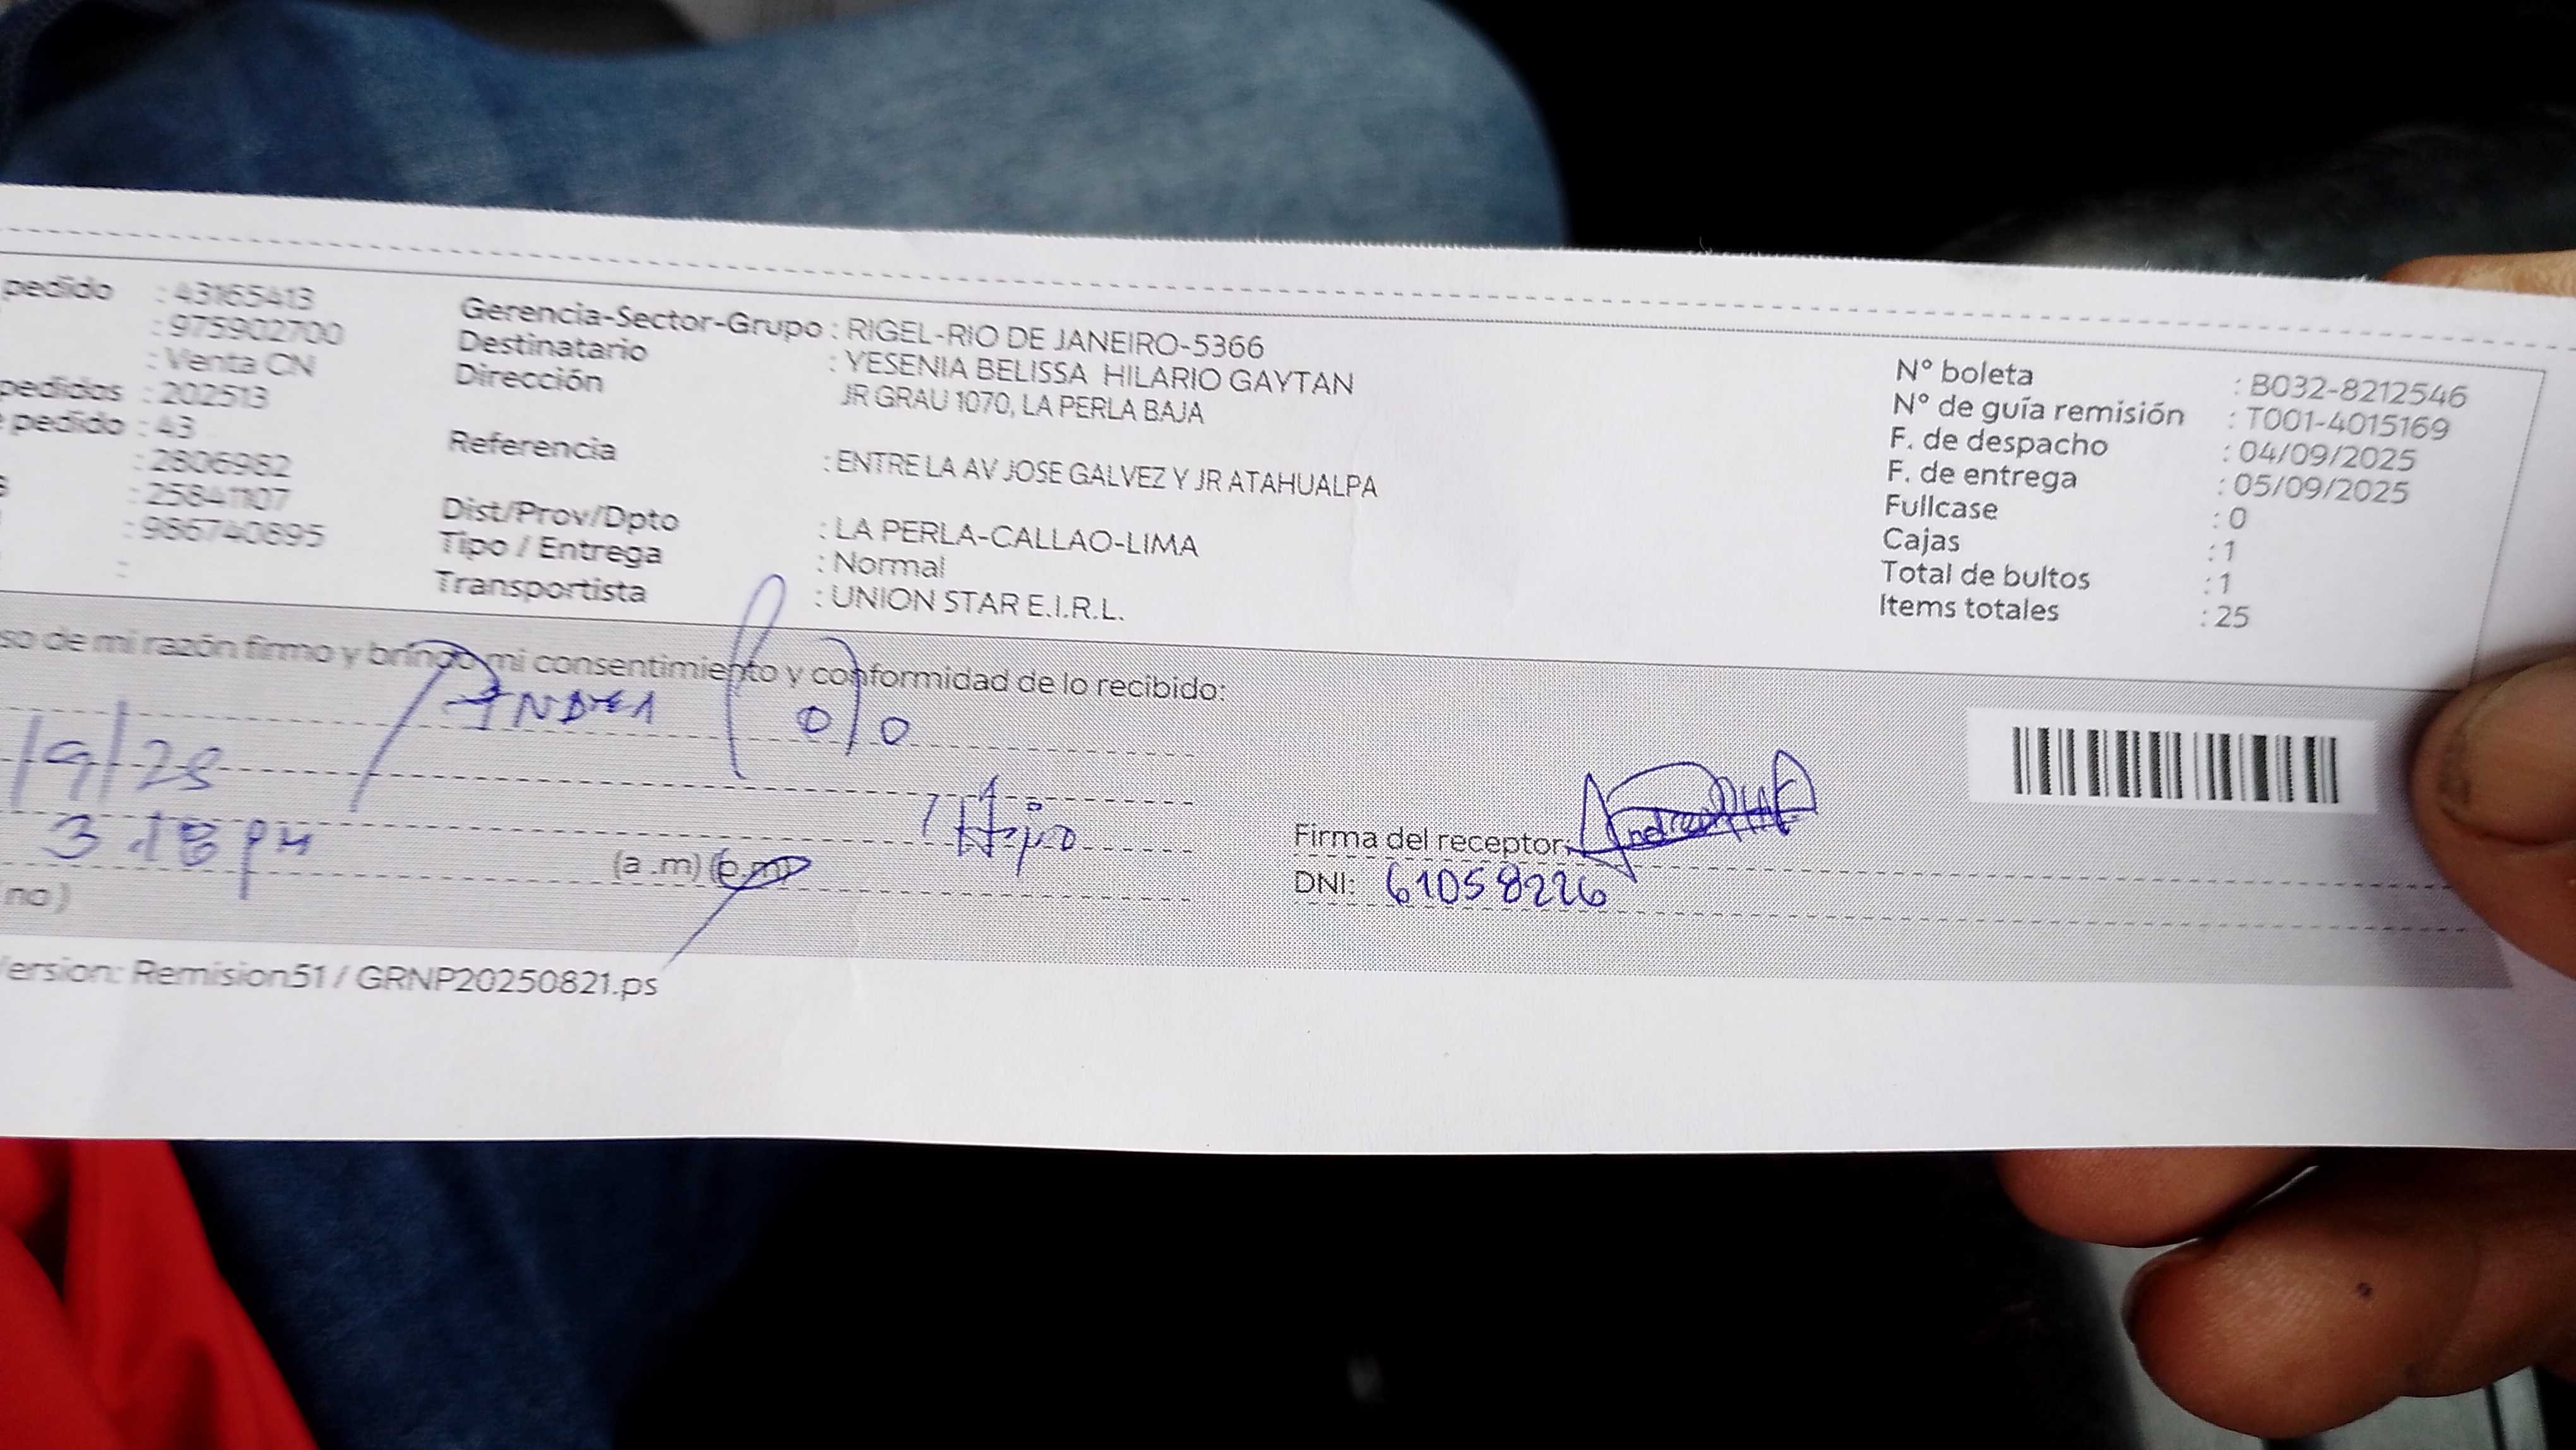 pedido : 43165413
: 975902700
: Venta CN
pedidos : 202513
pedido : 43
: 2806982
: 25841107
: 986740895
:
Gerencia-Sector-Grupo : RIGEL-RIO DE JANEIRO-5366
Destinatario : YESENIA BELISSA HILARIO GAYTAN
Dirección JR GRAU 1070, LA PERLA BAJA
Referencia : ENTRE LA AV JOSE GALVEZ Y JR ATAHUALPA
Dist/Prov/Dpto : LA PERLA-CALLAO-LIMA
Tipo / Entrega : Normal
Transportista : UNION STAR E.I.R.L.
N° boleta : B032-8212546
N° de guía remisión : T001-4015169
F. de despacho : 04/09/2025
F. de entrega : 05/09/2025
Fullcase : 0
Cajas : 1
Total de bultos : 1
Items totales : 25
so de mi razón firmo y brindo mi consentimiento y conformidad de lo recibido:
/9/25
3.18 pm
(a.m) (p.m)
no)
Firma del receptor:
DNI: 61058226
Version: Remision51 / GRNP20250821.ps